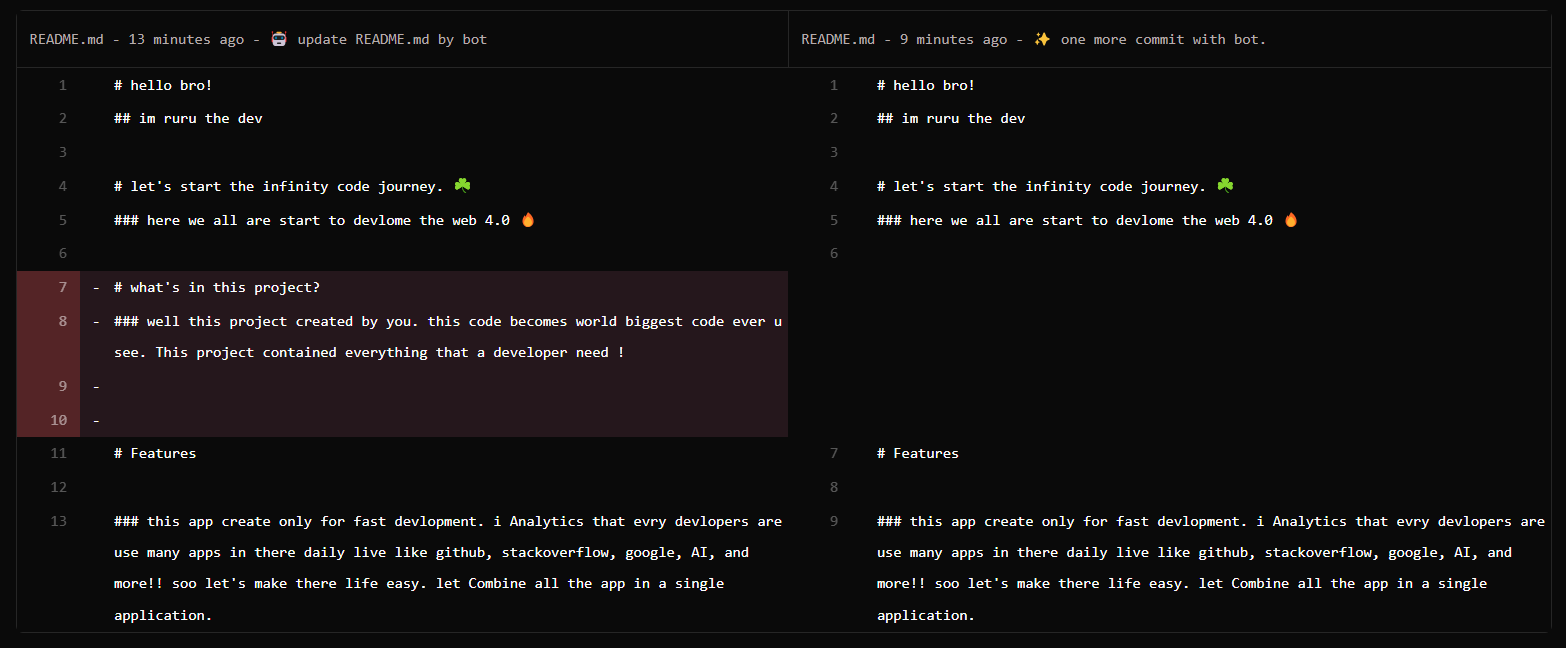 README.md - 13 minutes ago - 🤖 update README.md by bot
1 # hello bro!
2 ## im ruru the dev
3
4 # let's start the infinity code journey. ☘️
5 ### here we all are start to devlome the web 4.0 🔥
6
7 - # what's in this project?
8 - ### well this project created by you. this code becomes world biggest code ever u
see. This project contained everything that a developer need !
9 -
10 -
11 # Features
12
13 ### this app create only for fast devlopment. i Analytics that evry devlopers are
use many apps in there daily live like github, stackoverflow, google, AI, and
more!! soo let's make there life easy. let Combine all the app in a single
application.
README.md - 9 minutes ago - ✨ one more commit with bot.
1 # hello bro!
2 ## im ruru the dev
3
4 # let's start the infinity code journey. ☘️
5 ### here we all are start to devlome the web 4.0 🔥
6
7 # Features
8
9 ### this app create only for fast devlopment. i Analytics that evry devlopers are
use many apps in there daily live like github, stackoverflow, google, AI, and
more!! soo let's make there life easy. let Combine all the app in a single
application.